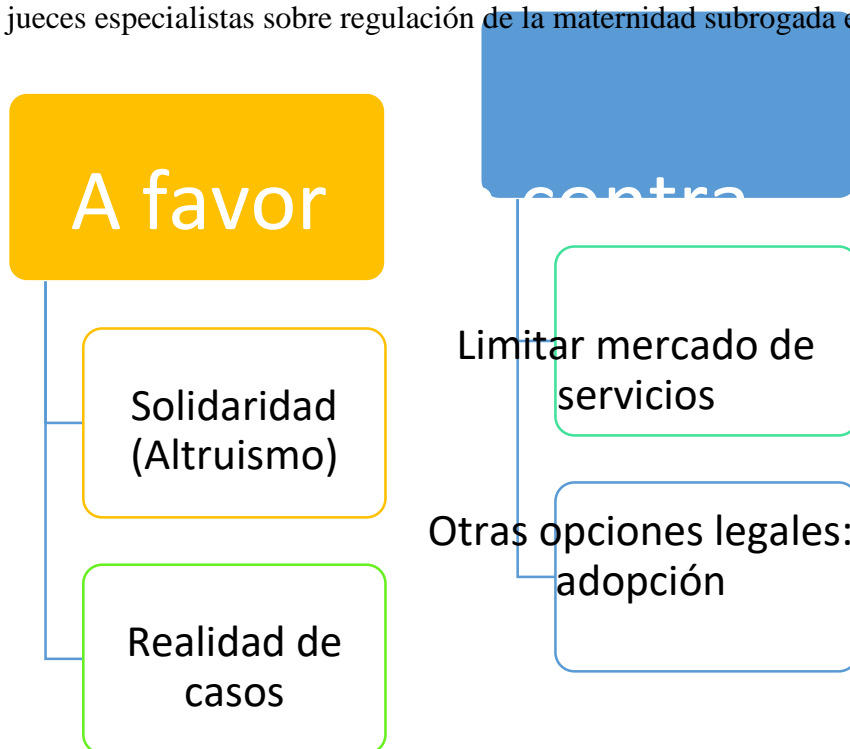 jueces especialistas sobre regulación de la maternidad subrogada e
A favor
Solidaridad
(Altruismo)
Realidad de
casos
contra
Limitar mercado de
servicios
Otras opciones legales:
adopción